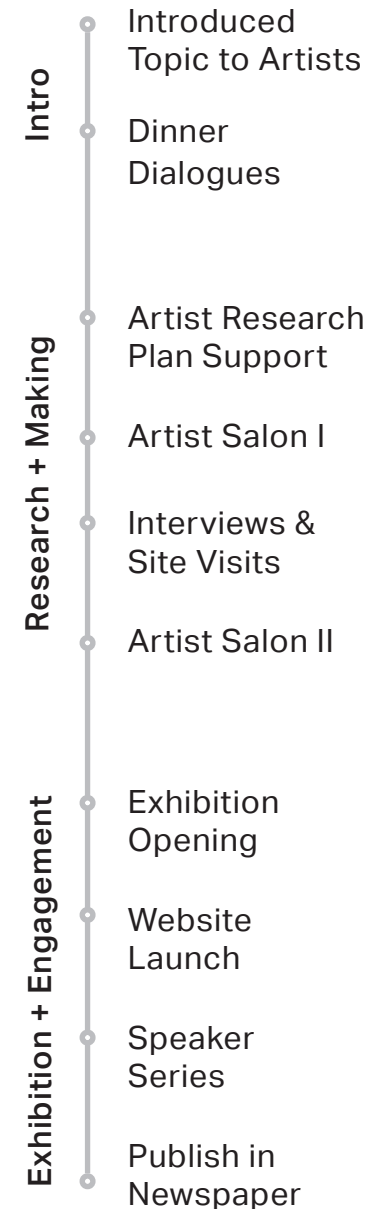 Intro
Introduced
Topic to Artists
Dinner
Dialogues
Research + Making
Artist Research
Plan Support
Artist Salon I
Interviews &
Site Visits
Artist Salon II
Exhibition + Engagement
Exhibition
Opening
Website
Launch
Speaker
Series
Publish in
Newspaper